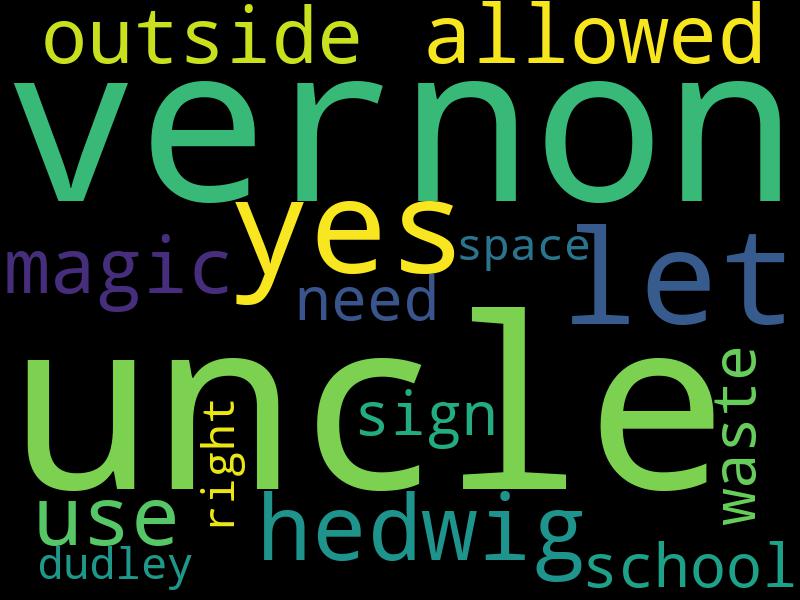 outside allowed
vernon
yes
space
let
magic
need
uncle
sign
waste
right
use
hedwig
school
dudley